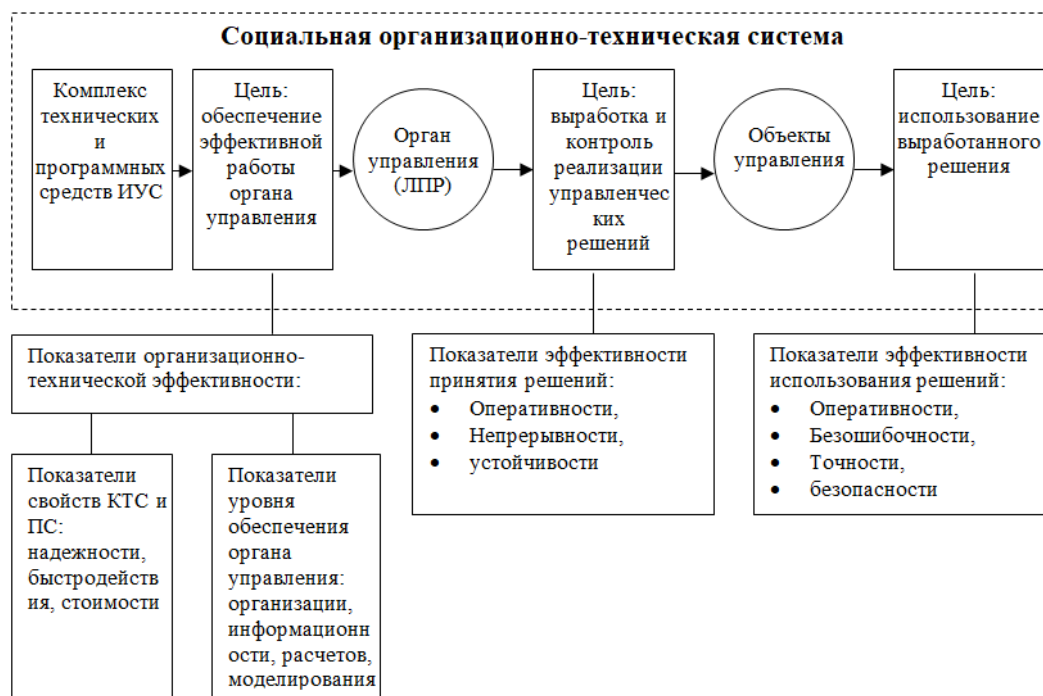 Социальная организационно-техническая система
Комплекс
технических
и
программных
средств ИУС
Цель:
обеспечение
эффективной
работы
органа
управления
Орган
управления
(ЛПР)
Цель:
выработка и
контроль
реализации
управленчес
ких
решений
Объекты
управления
Цель:
использование
выработанного
решения
Показатели организационно-
технической эффективности:
Показатели
свойств КТС и
ПС:
надежности,
быстродейств
ия, стоимости
Показатели
уровня
обеспечения
органа
управления:
организации,
информационн
ости, расчетов,
моделирования
Показатели эффективности
принятия решений:
• Оперативности,
• Непрерывности,
• устойчивости
Показатели эффективности
использования решений:
• Оперативности,
• Безошибочности,
• Точности,
• безопасности